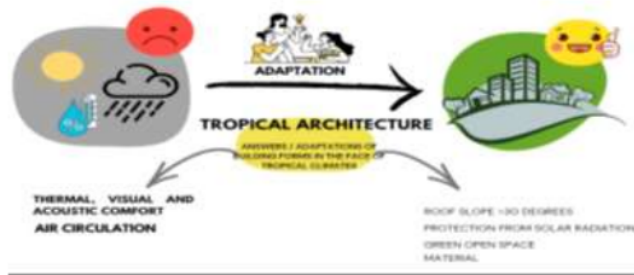 ADAPTATION
TROPICAL ARCHITECTURE
ANSWERS / ADAPTATIONS OF
BUILDING FORMS IN THE FACE OF
TROPICAL CLIMATES
THERMAL, VISUAL AND
ACOUSTIC COMFORT
AIR CIRCULATION
ROOF SLOPE >30 DEGREES
PROTECTION FROM SOLAR RADIATION
GREEN OPEN SPACE
MATERIAL